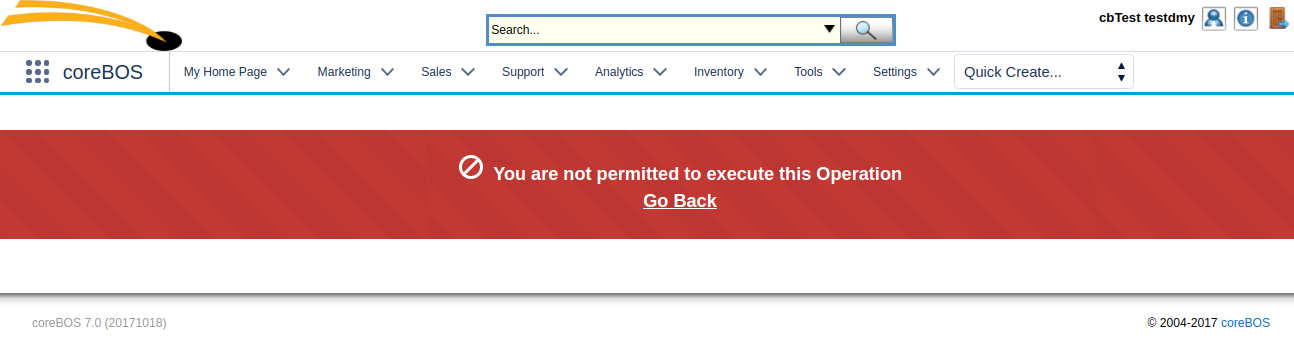 cbTest testdmy
Search...
coreBOS
My Home Page
Marketing
Sales
Support
Analytics
Inventory
Tools
Settings
Quick Create...
You are not permitted to execute this Operation
Go Back
coreBOS 7.0 (20171018)
© 2004-2017 coreBOS